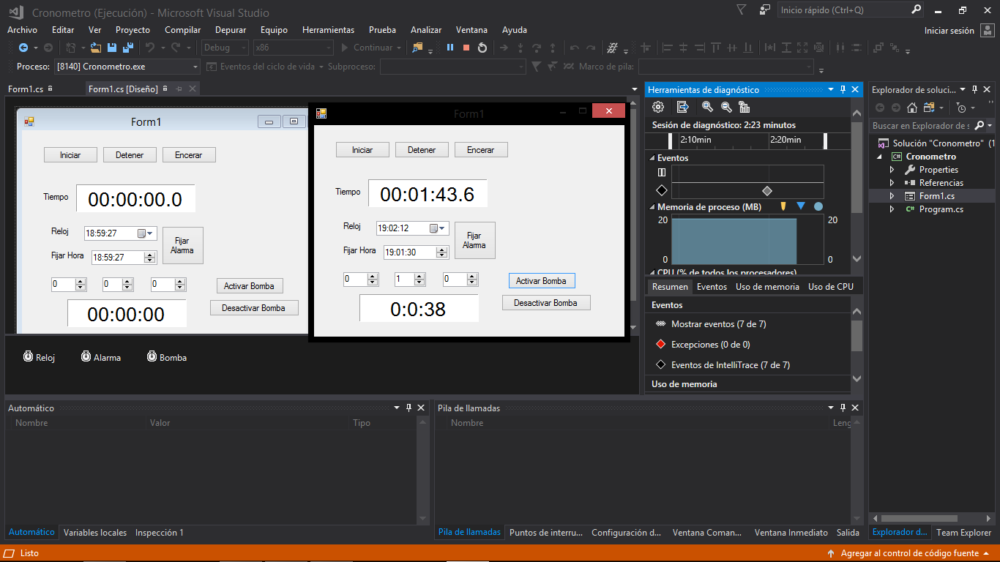 Cronometro (Ejecución) - Microsoft Visual Studio
Inicio rápido (Ctrl+Q)
Archivo Editar Ver Proyecto Compilar Depurar Equipo Herramientas Prueba Analizar Ventana Ayuda
Iniciar sesión
Debug x86 Continuar
Proceso: [8140] Cronometro.exe Eventos del ciclo de vida Subproceso: Marco de pila:
Form1.cs Form1.cs [Diseño]
Form1
Iniciar Detener Encerar
Tiempo 00:00:00.0
Reloj 18:59:27
Fijar Alarma
Fijar Hora 18:59:27
0 0 0
Activar Bomba
00:00:00
Desactivar Bomba
Form1
Iniciar Detener Encerar
Tiempo 00:01:43.6
Reloj 19:02:12
Fijar Alarma
Fijar Hora 19:01:30
0 1 0
Activar Bomba
0:0:38
Desactivar Bomba
Reloj Alarma Bomba
Herramientas de diagnóstico
Sesión de diagnóstico: 2:23 minutos
2:10min 2:20min
Eventos
Memoria de proceso (MB)
20 20
0 0
CPU (% de todos los procesadores)
Resumen Eventos Uso de memoria Uso de CPU
Eventos
Mostrar eventos (7 de 7)
Excepciones (0 de 0)
Eventos de IntelliTrace (7 de 7)
Uso de memoria
Explorador de soluci...
Buscar en Explorador de s
Solución "Cronometro" (1
C# Cronometro
Properties
Referencias
Form1.cs
C# Program.cs
Automático
Nombre Valor Tipo
Pila de llamadas
Nombre Leng
Automático Variables locales Inspección 1
Pila de llamadas Puntos de interru... Configuración d... Ventana Coman... Ventana Inmediato Salida
Explorador d... Team Explorer
Listo
Agregar al control de código fuente